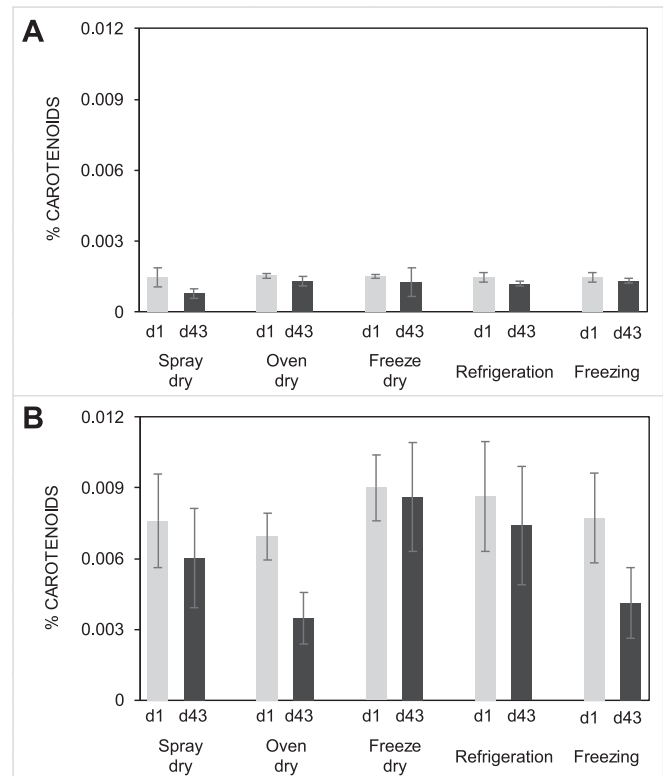 A
% CAROTENOIDS
0.012
0.009
0.006
0.003
0
d1 d43 d1 d43 d1 d43 d1 d43 d1 d43
Spray dry Oven dry Freeze dry Refrigeration Freezing
B
% CAROTENOIDS
0.012
0.009
0.006
0.003
0
d1 d43 d1 d43 d1 d43 d1 d43 d1 d43
Spray dry Oven dry Freeze dry Refrigeration Freezing